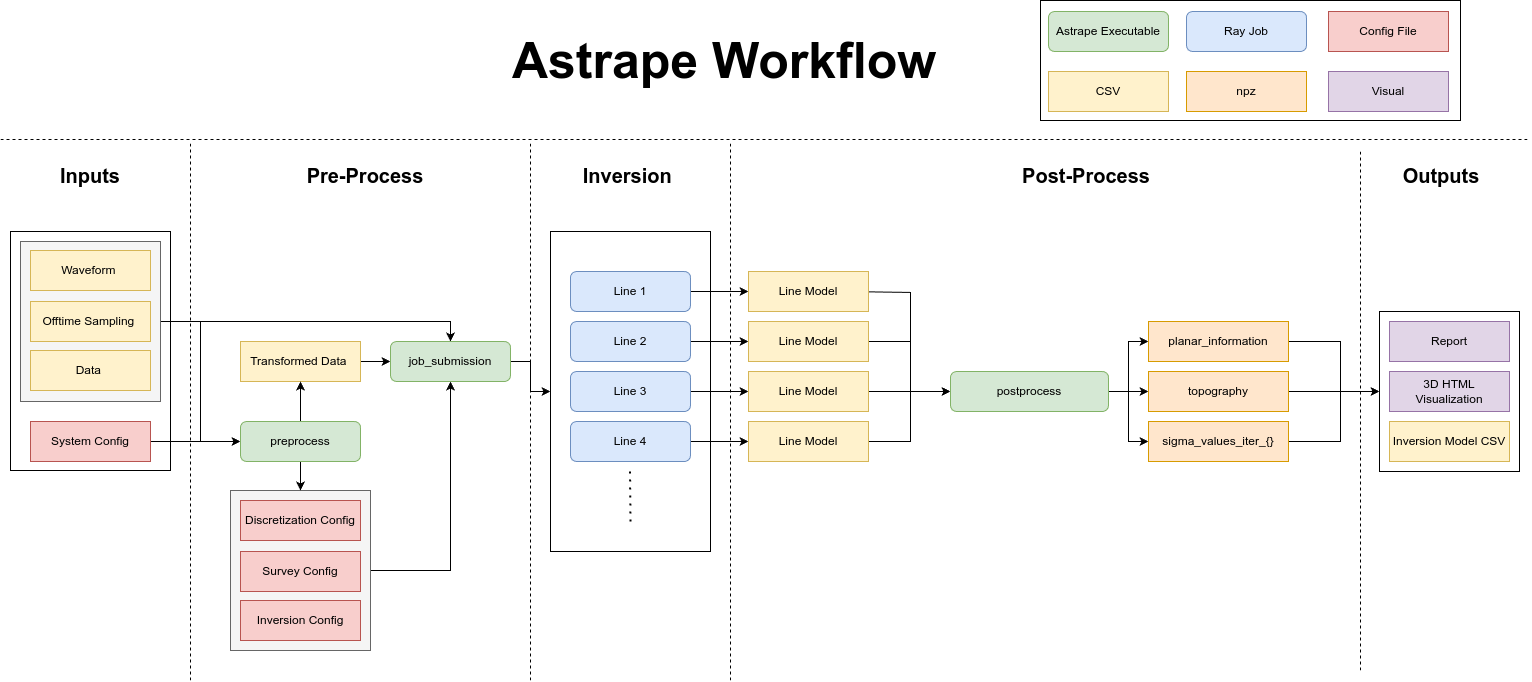 Astrape Workflow
Astrape Executable
Ray Job
Config File
CSV
npz
Visual
Inputs
Pre-Process
Inversion
Post-Process
Outputs
Waveform
Offtime Sampling
Data
System Config
Transformed Data
job_submission
preprocess
Discretization Config
Survey Config
Inversion Config
Line 1
Line 2
Line 3
Line 4
Line Model
Line Model
Line Model
Line Model
postprocess
planar_information
topography
sigma_values_iter_{}
Report
3D HTML
Visualization
Inversion Model CSV